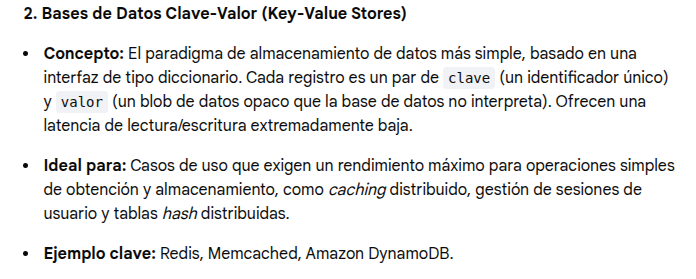 2. Bases de Datos Clave-Valor (Key-Value Stores)
• Concepto: El paradigma de almacenamiento de datos más simple, basado en una
interfaz de tipo diccionario. Cada registro es un par de clave (un identificador único)
y valor (un blob de datos opaco que la base de datos no interpreta). Ofrecen una
latencia de lectura/escritura extremadamente baja.
• Ideal para: Casos de uso que exigen un rendimiento máximo para operaciones simples
de obtención y almacenamiento, como caching distribuido, gestión de sesiones de
usuario y tablas hash distribuidas.
• Ejemplo clave: Redis, Memcached, Amazon DynamoDB.